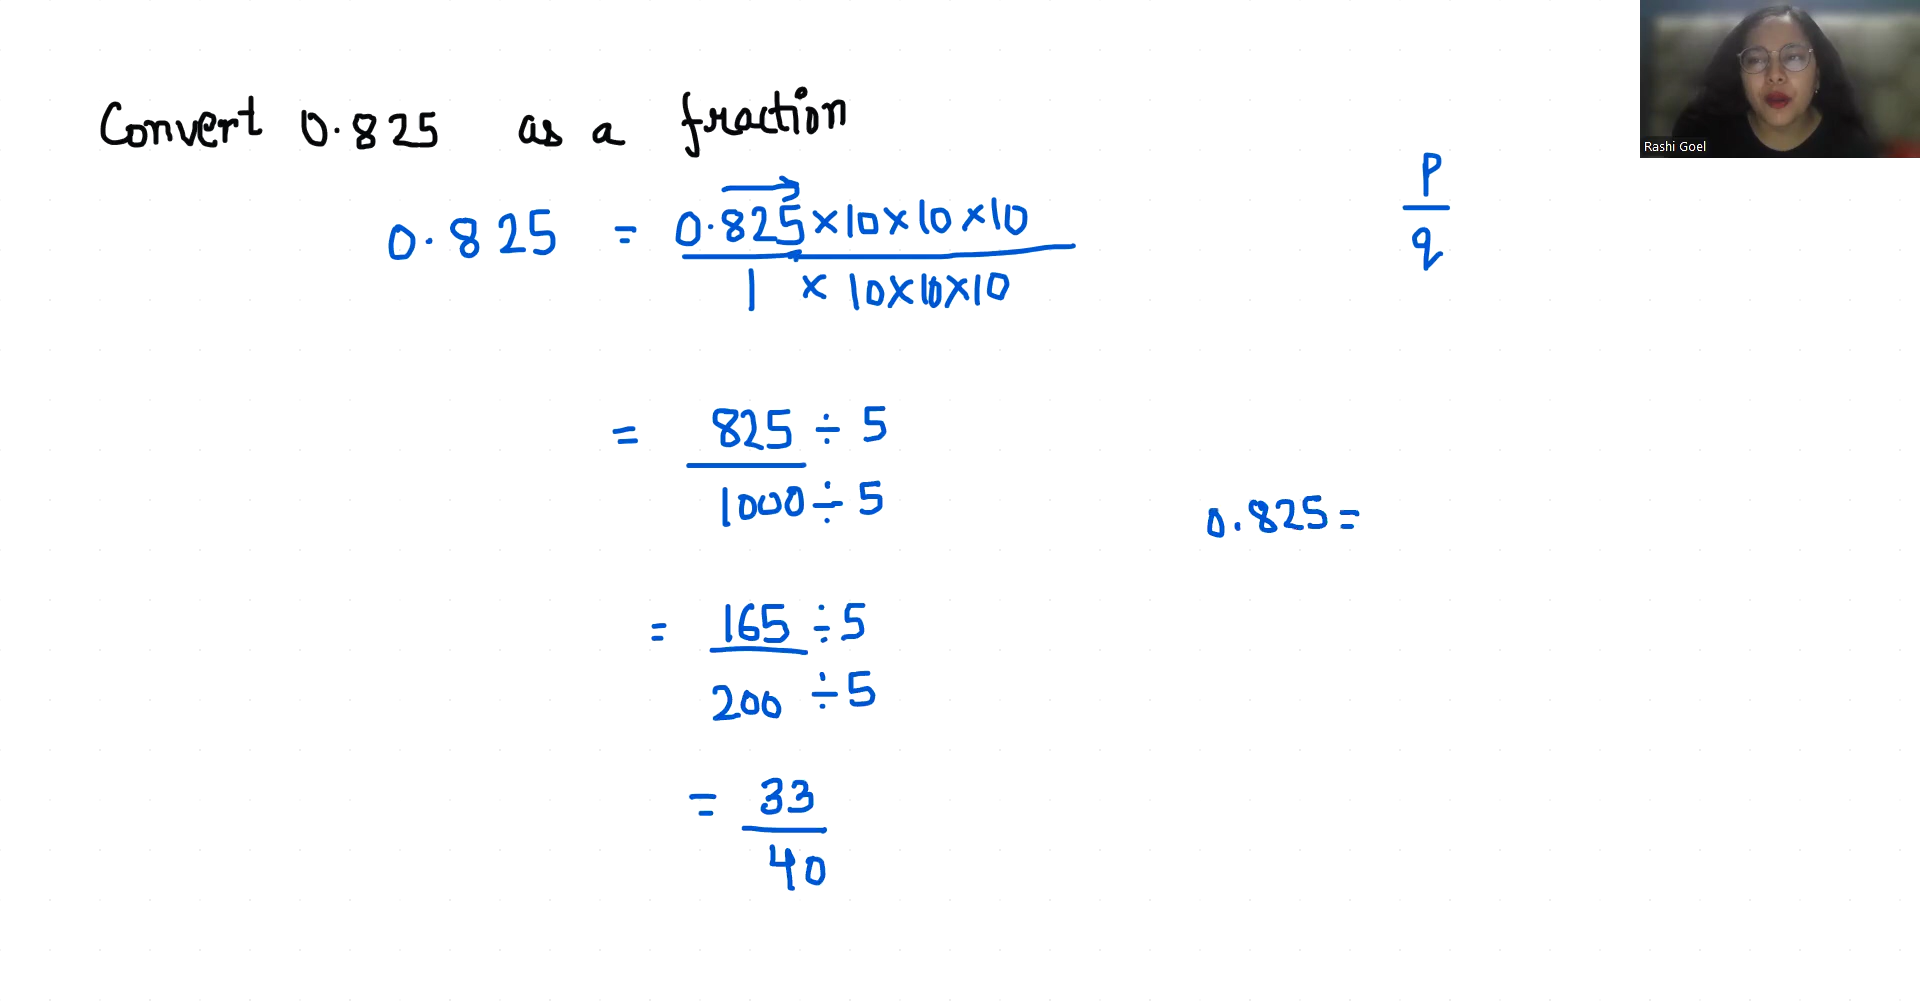 Rashi Goel
Convert 0.825 as a fraction
P
q
0.825 = 0.825×10×10×10
1 × 10×10×10
= 825 ÷ 5
1000 ÷ 5
0.825=
= 165 ÷5
200 ÷5
= 33
40